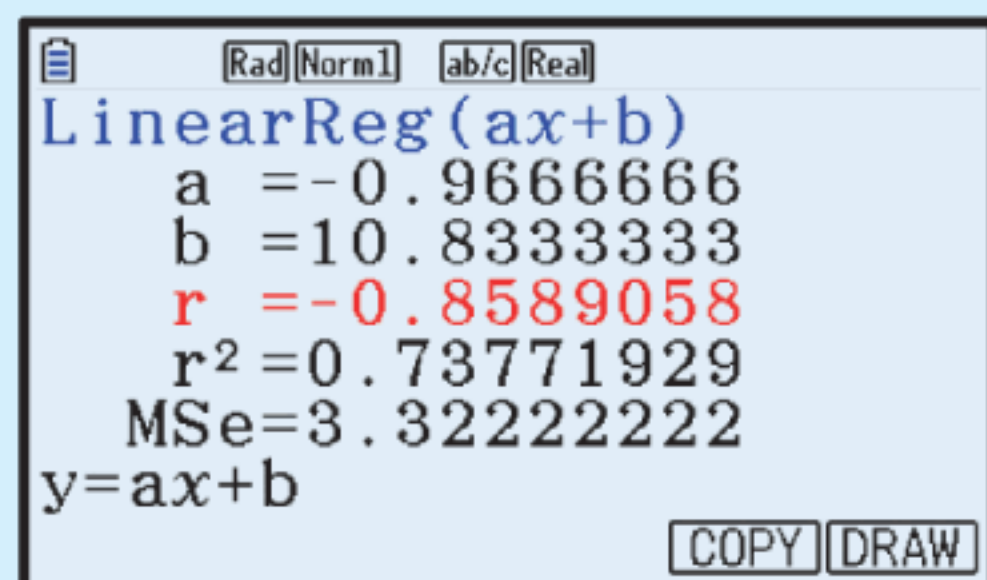 Rad Norm1 ab/c Real
LinearReg(ax+b)
a =-0.9666666
b =10.8333333
r =-0.8589058
r²=0.73771929
MSe=3.32222222
y=ax+b
COPY DRAW